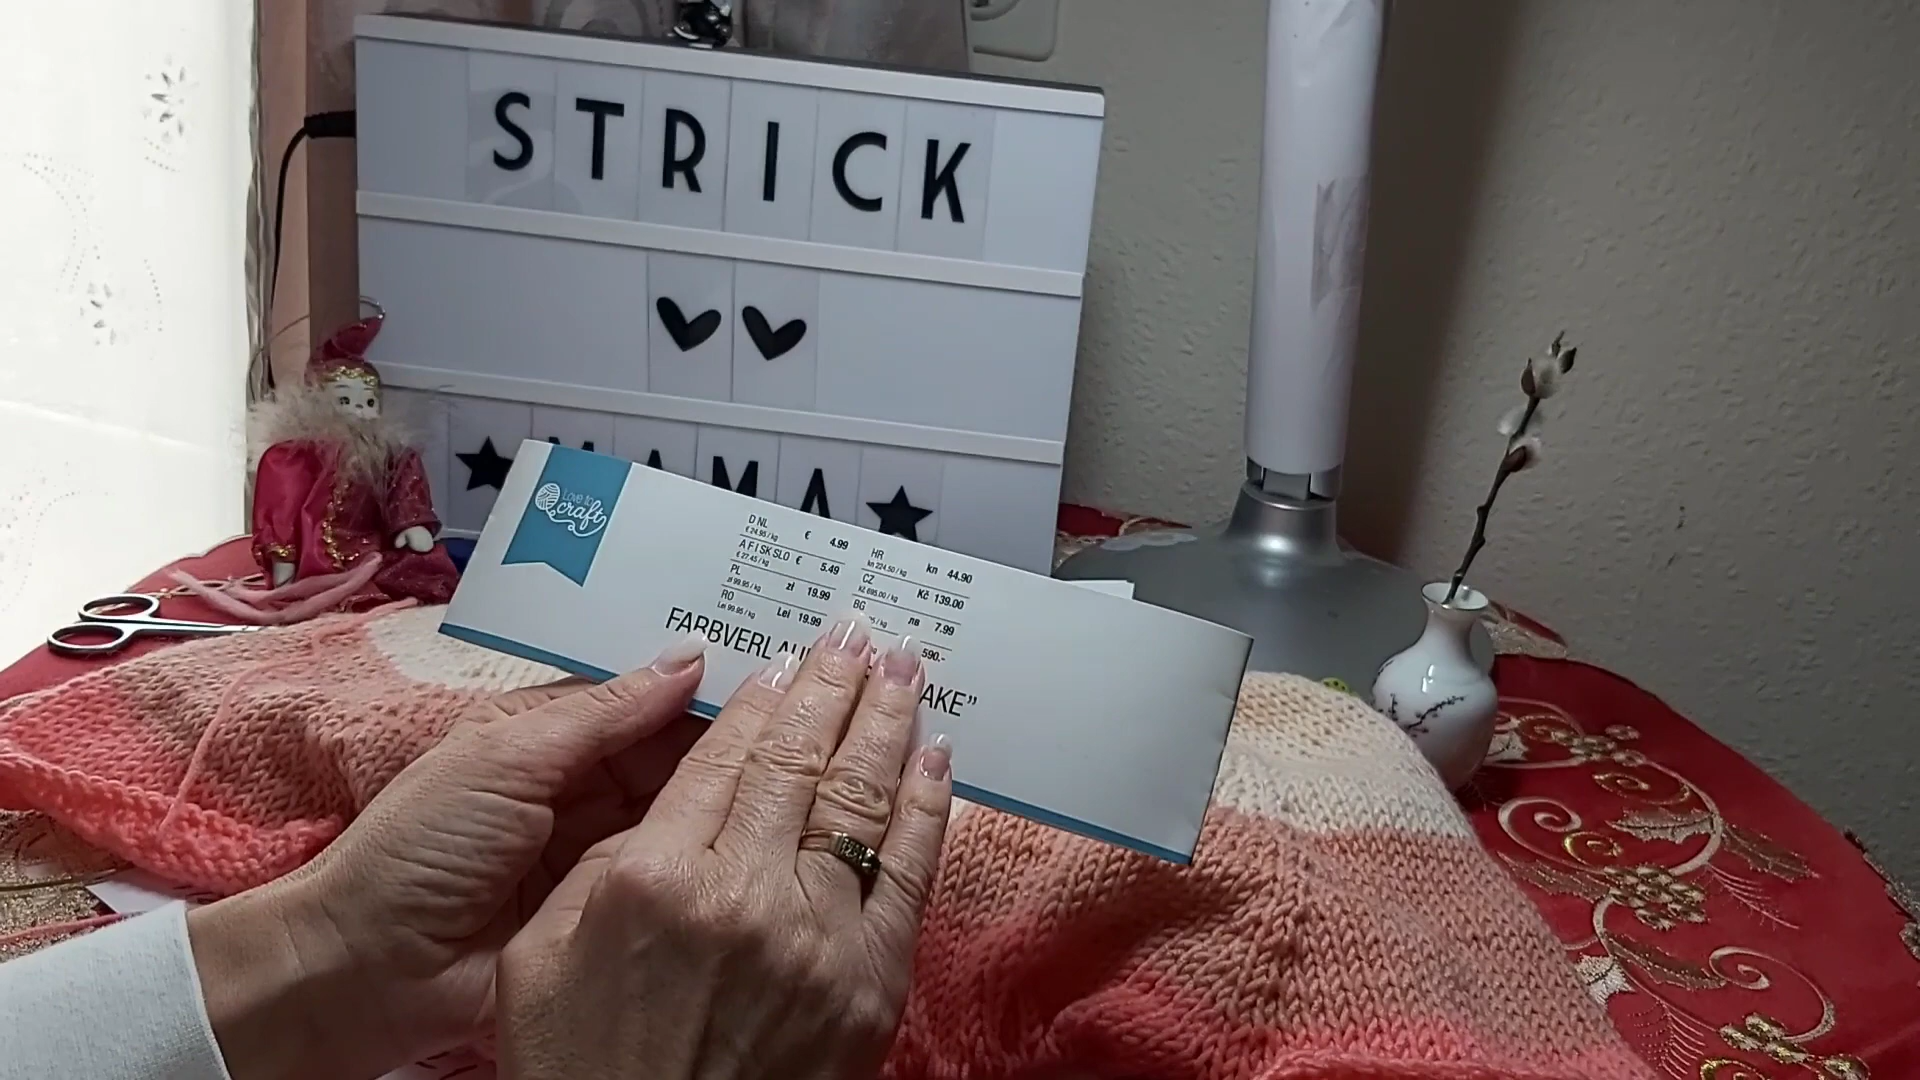 STRICK
MAMA
Love to
craft
D NL € 4.99
€ 24.95 / kg
A F I SK SLO € 5.49
€ 27.45 / kg
PL zł 19.99
zł 99.95 / kg
RO Lei 19.99
Lei 99.95 / kg
HR kn 44.90
kn 224.50 / kg
CZ Kč 139.00
Kč 695.00 / kg
BG лв 7.99
590.-